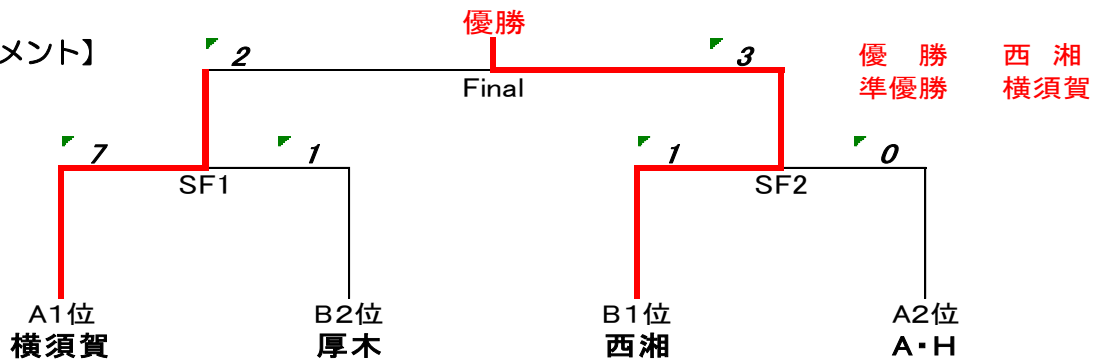 優勝
メント】
2
3
優　勝　西　湘
Final
準優勝　横須賀
7
1
1
0
SF1
SF2
A1位
B2位
B1位
A2位
横須賀
厚木
西湘
A・H